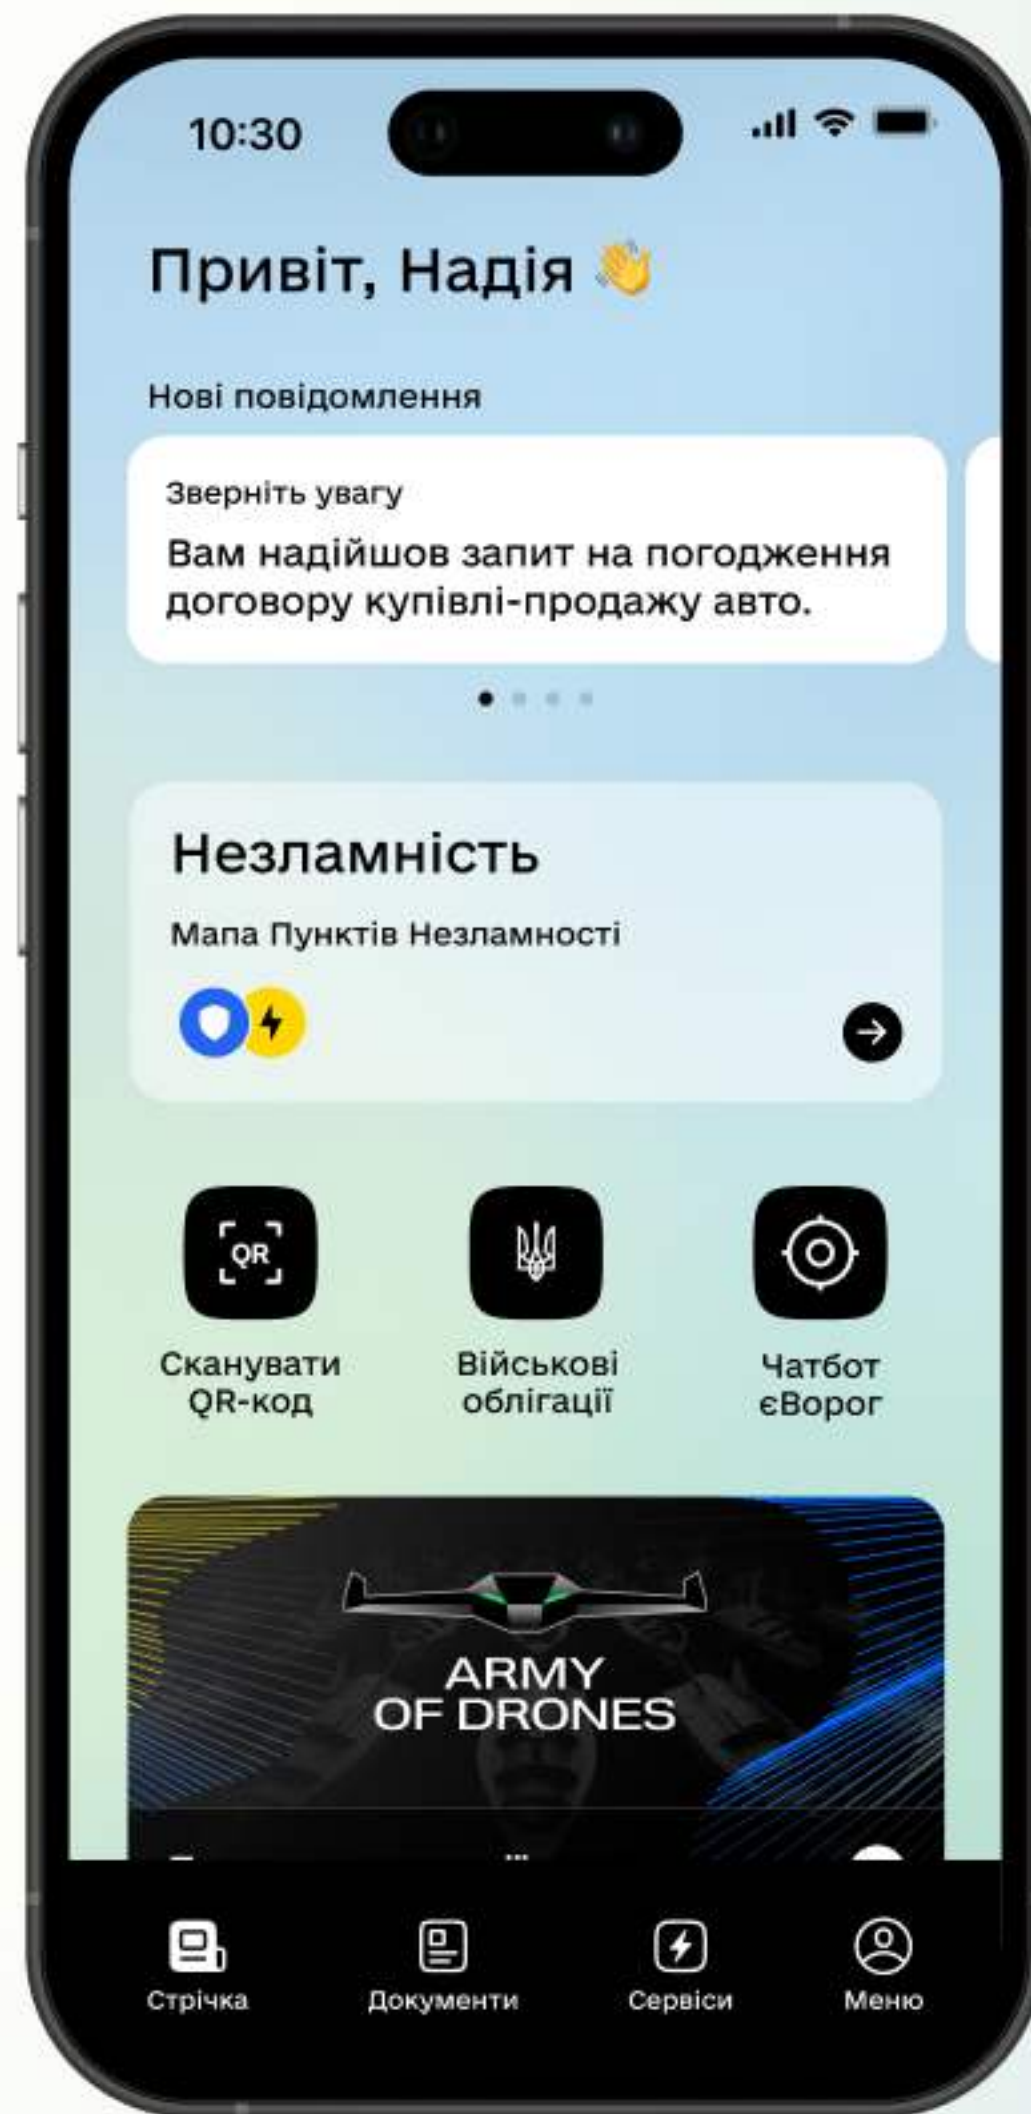 10:30
Привіт, Надія 👋
Нові повідомлення
Зверніть увагу
Вам надійшов запит на погодження
договору купівлі-продажу авто.
Незламність
Мапа Пунктів Незламності
QR
Сканувати
QR-код
Військові
облігації
Чатбот
єВорог
ARMY
OF DRONES
Стрічка
Документи
Сервіси
Меню